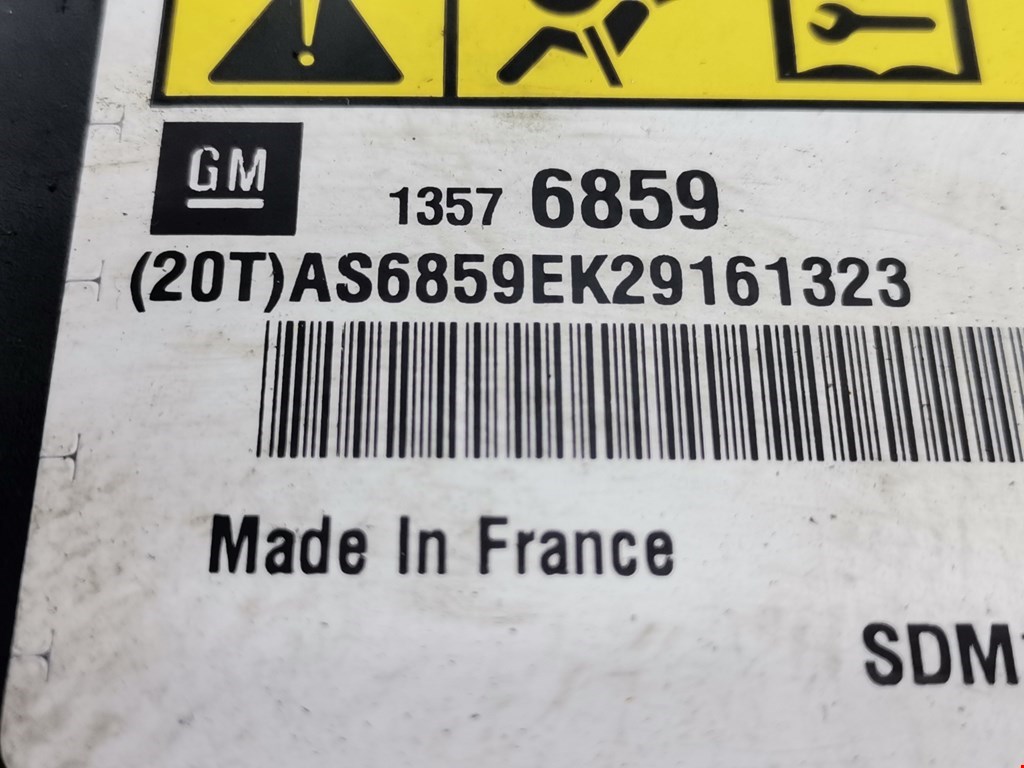 GM
1357 6859
(20T)AS6859EK29161323
Made In France
SDM